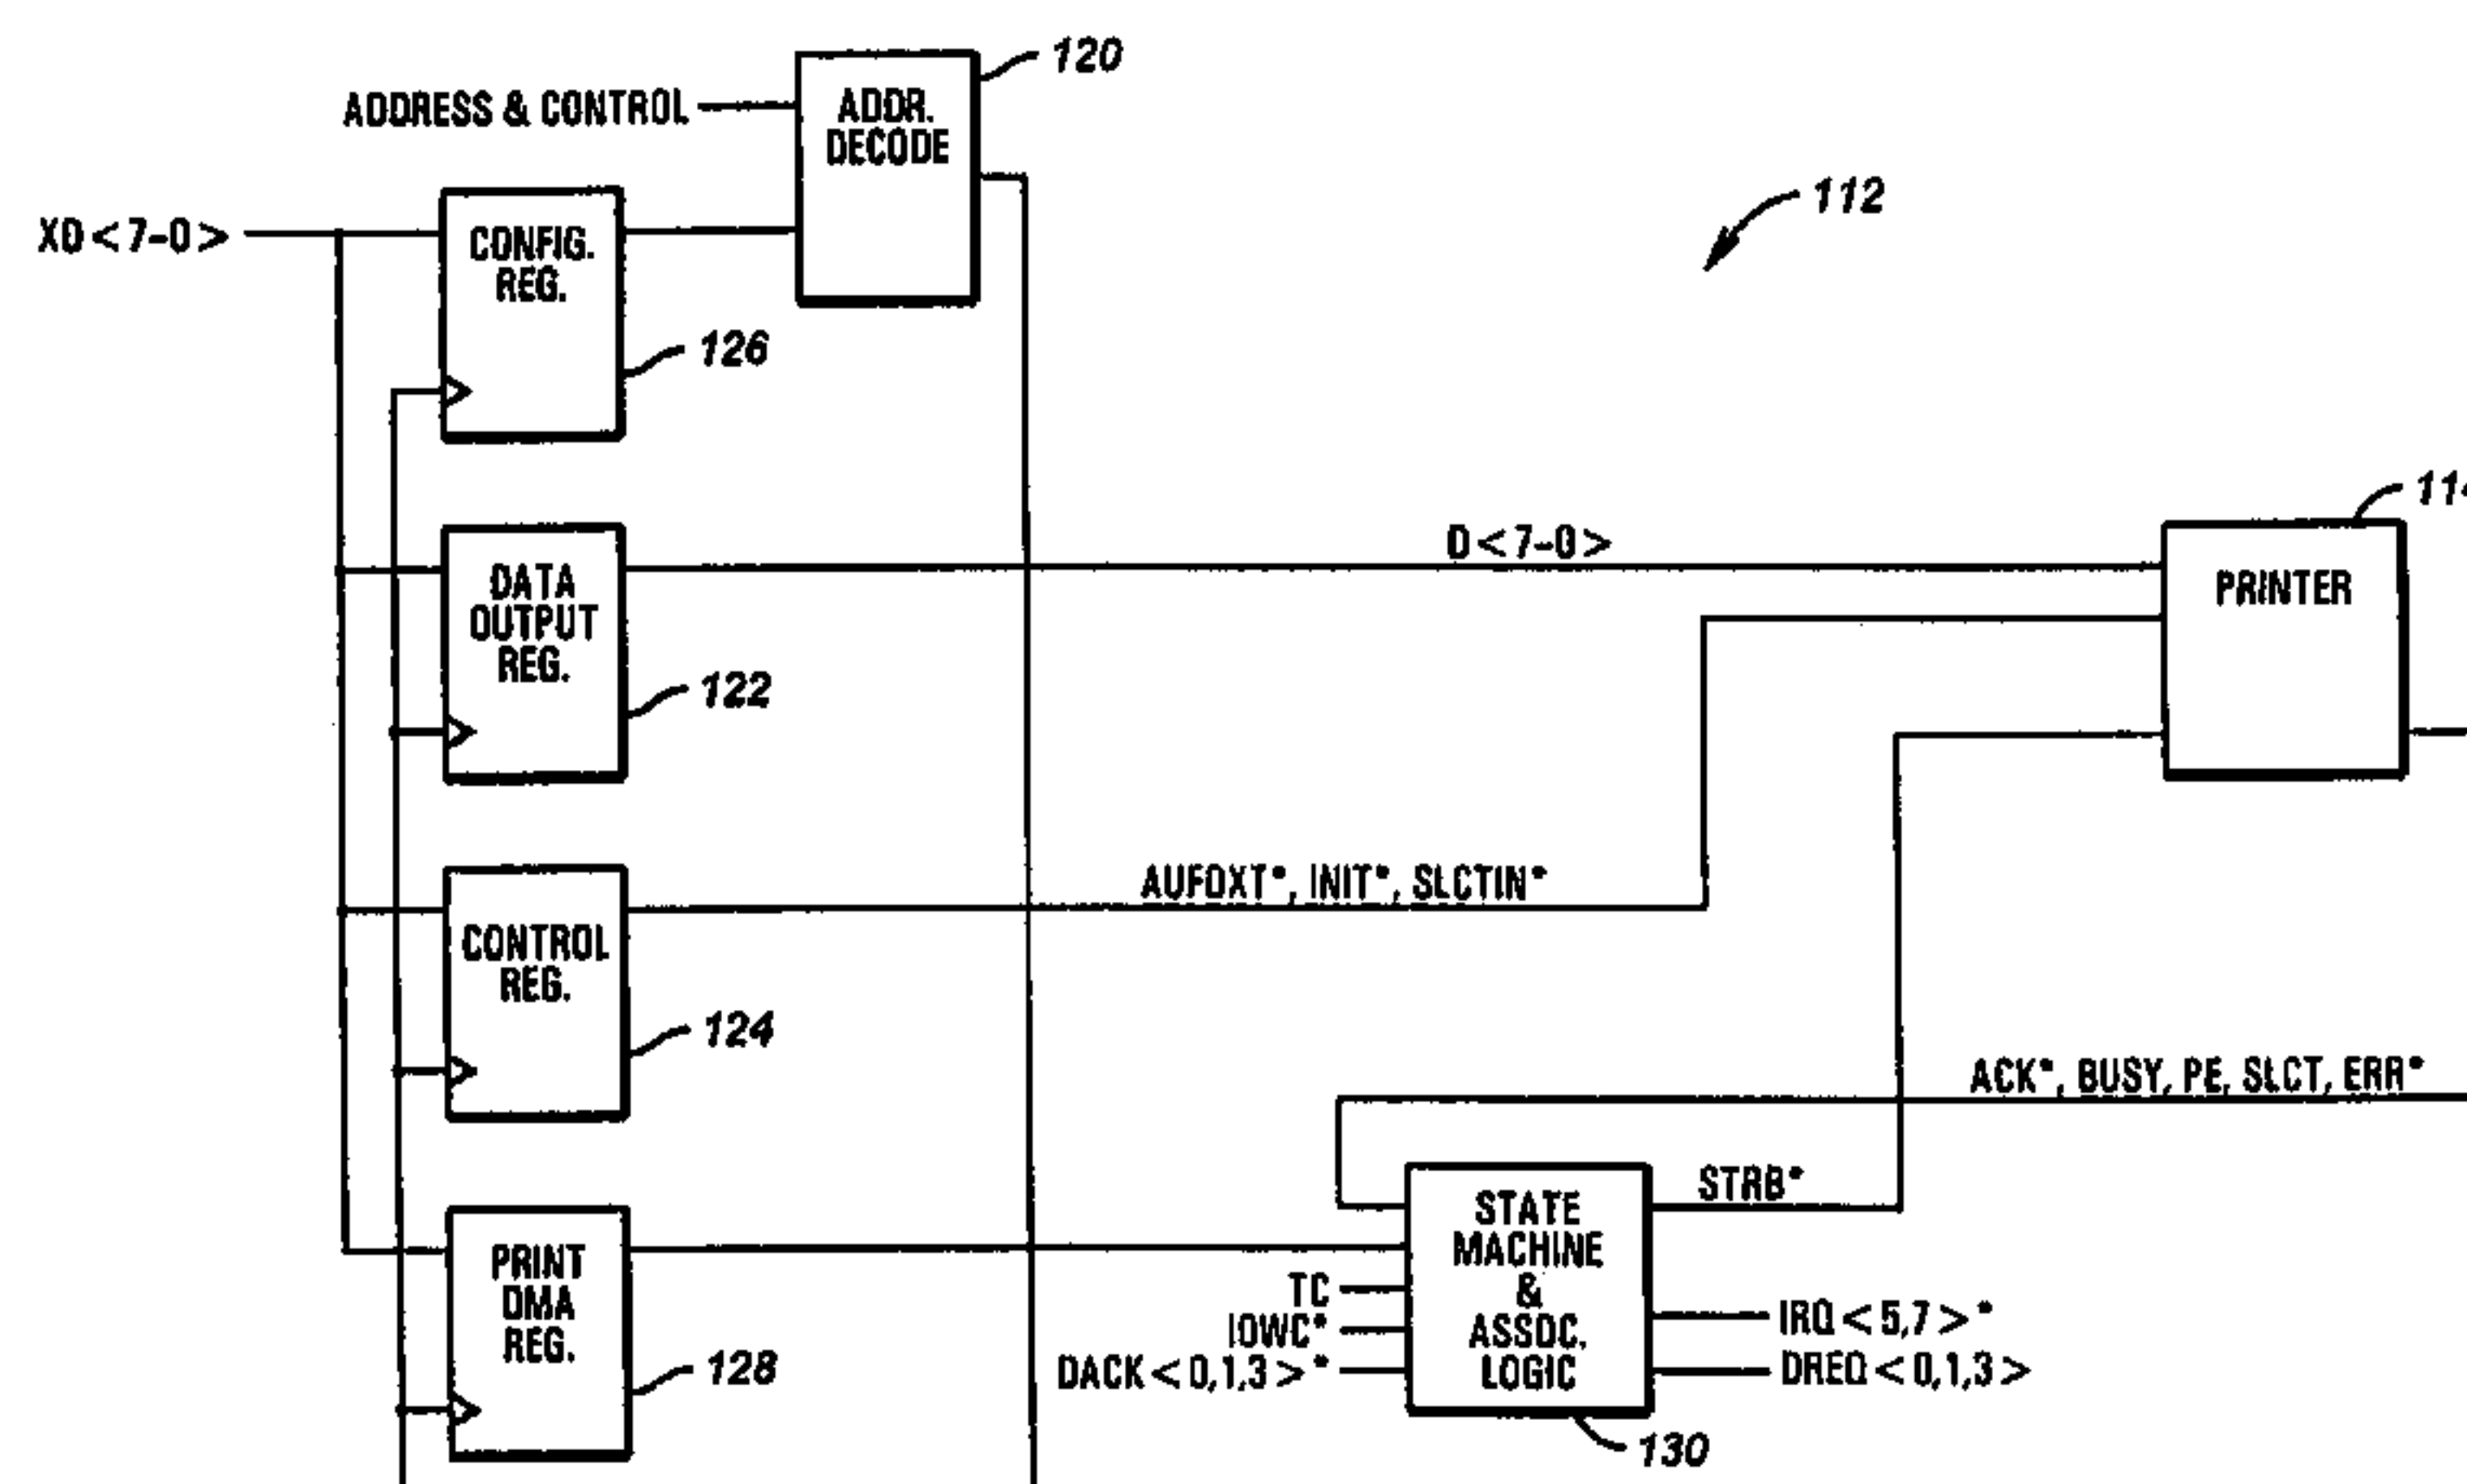 120
ADDRESS & CONTROL
ADDR.
DECODE
112
XD<7-0>
CONFIG.
REG.
126
D<7-0>
114
DATA
OUTPUT
REG.
PRINTER
122
AUFDXT*, INIT*, SLCTIN*
CONTROL
REG.
124
ACK*, BUSY, PE, SLCT, ERR*
STRB*
PRINT
DMA
REG.
STATE
MACHINE
&
ASSOC.
LOGIC
TC
IOWC*
DACK<0,1,3>*
IRQ<5,7>*
DREQ<0,1,3>
128
130